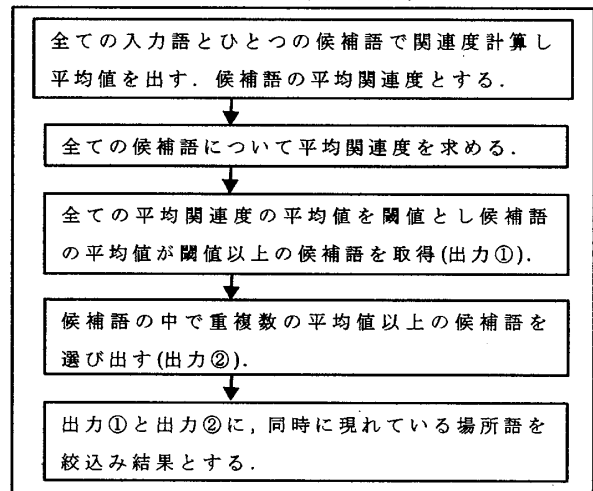 全ての入力語とひとつの候補語で関連度計算し
平均値を出す．候補語の平均関連度とする．
全ての候補語について平均関連度を求める．
全ての平均関連度の平均値を閾値とし候補語
の平均値が閾値以上の候補語を取得(出力①)．
候補語の中で重複数の平均値以上の候補語を
選び出す(出力②)．
出力①と出力②に，同時に現れている場所語を
絞込み結果とする．